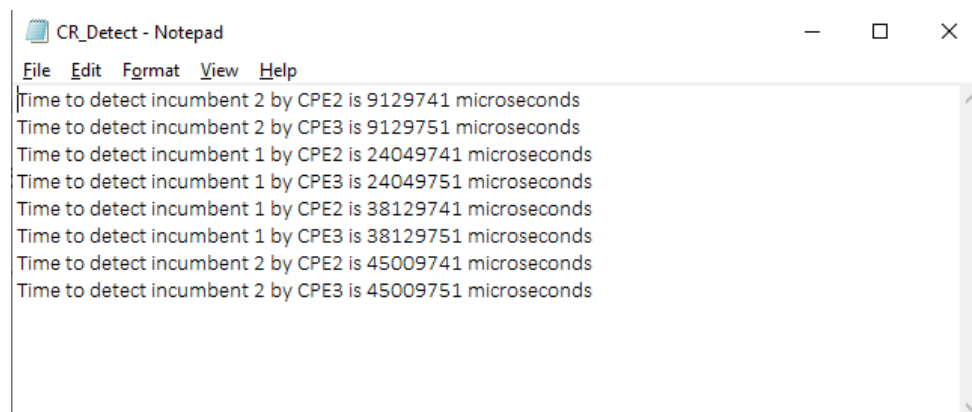 CR_Detect - Notepad
File Edit Format View Help
Time to detect incumbent 2 by CPE2 is 9129741 microseconds
Time to detect incumbent 2 by CPE3 is 9129751 microseconds
Time to detect incumbent 1 by CPE2 is 24049741 microseconds
Time to detect incumbent 1 by CPE3 is 24049751 microseconds
Time to detect incumbent 1 by CPE2 is 38129741 microseconds
Time to detect incumbent 1 by CPE3 is 38129751 microseconds
Time to detect incumbent 2 by CPE2 is 45009741 microseconds
Time to detect incumbent 2 by CPE3 is 45009751 microseconds